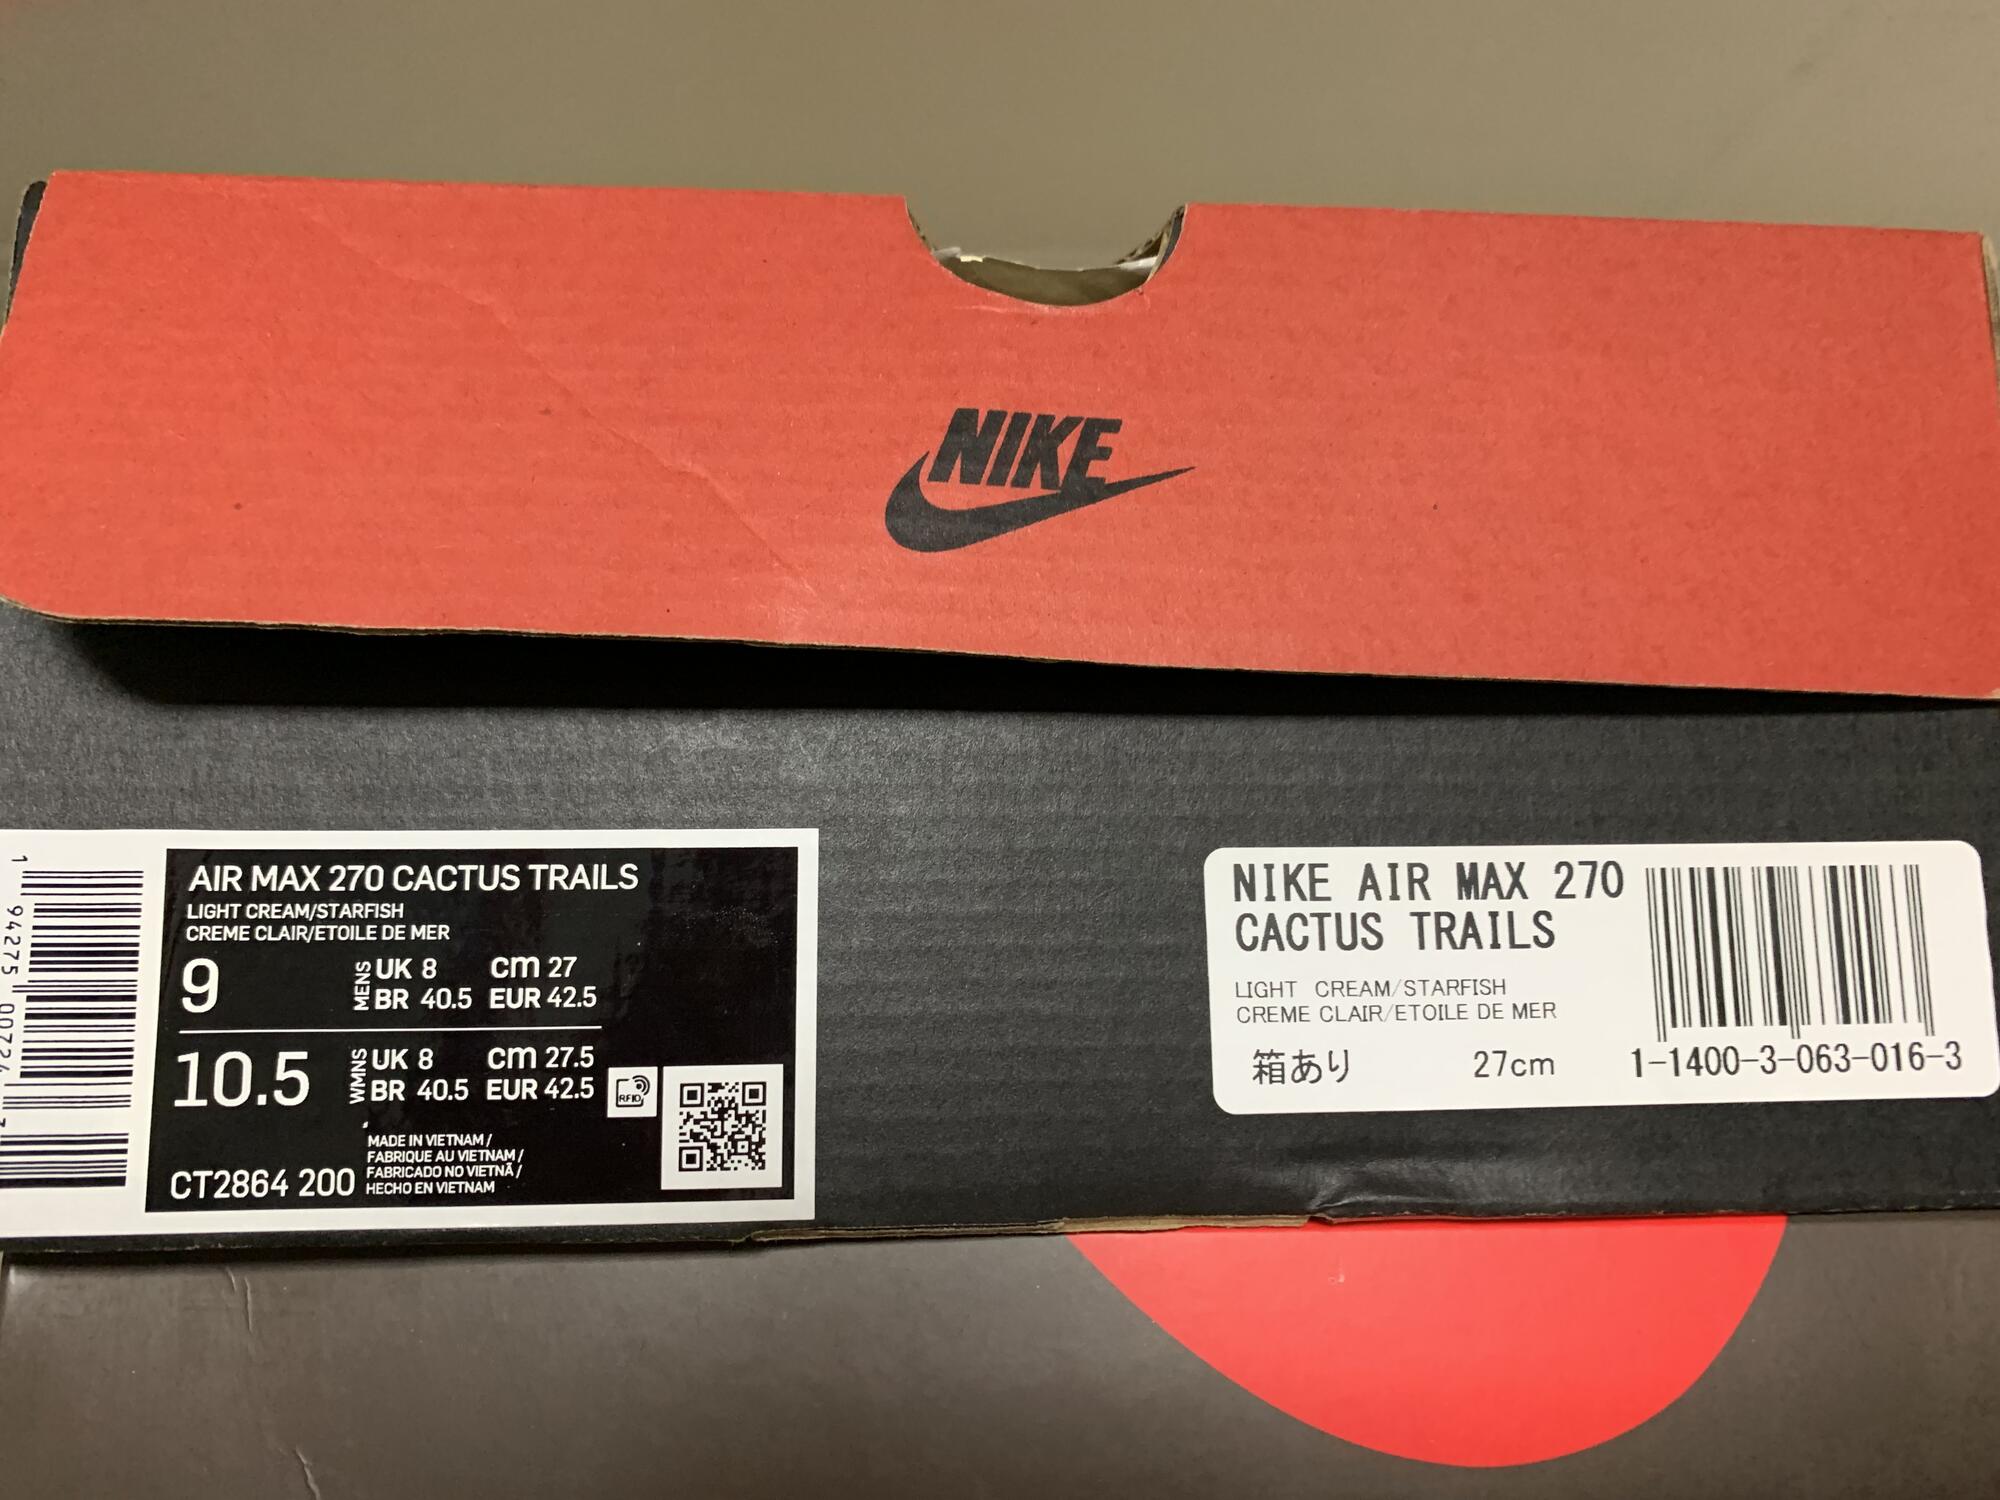 NIKE
AIR MAX 270 CACTUS TRAILS
LIGHT CREAM/STARFISH
CREME CLAIR/ETOILE DE MER
9
MENS
UK 8 cm 27
BR 40.5 EUR 42.5
10.5
WMNS
UK 8 cm 27.5
BR 40.5 EUR 42.5
RFID
MADE IN VIETNAM /
FABRIQUE AU VIETNAM /
FABRICADO NO VIETNÃ /
HECHO EN VIETNAM
CT2864 200
1 94275
NIKE AIR MAX 270
CACTUS TRAILS
LIGHT CREAM/STARFISH
CREME CLAIR/ETOILE DE MER
箱あり 27cm
1-1400-3-063-016-3